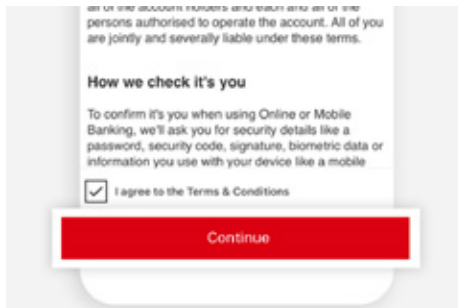 all of the account holders and each and all of the
persons authorised to operate the account. All of you
are jointly and severally liable under these terms.
How we check it's you
To confirm it's you when using Online or Mobile
Banking, we'll ask you for security details like a
password, security code, signature, biometric data or
information you use with your device like a mobile
I agree to the Terms & Conditions
Continue